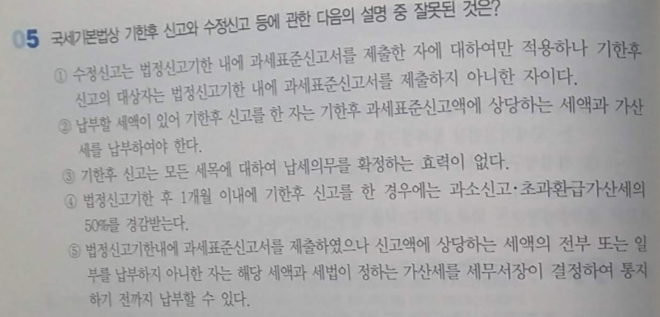 05 국세기본법상 기한후 신고와 수정신고 등에 관한 다음의 설명 중 잘못된 것은?
① 수정신고는 법정신고기한 내에 과세표준신고서를 제출한 자에 대하여만 적용하나 기한후
신고의 대상자는 법정신고기한 내에 과세표준신고서를 제출하지 아니한 자이다.
② 납부할 세액이 있어 기한후 신고를 한 자는 기한후 과세표준신고액에 상당하는 세액과 가산
세를 납부하여야 한다.
③ 기한후 신고는 모든 세목에 대하여 납세의무를 확정하는 효력이 없다.
④ 법정신고기한 후 1개월 이내에 기한후 신고를 한 경우에는 과소신고·초과환급가산세의
50%를 경감받는다.
⑤ 법정신고기한내에 과세표준신고서를 제출하였으나 신고액에 상당하는 세액의 전부 또는 일
부를 납부하지 아니한 자는 해당 세액과 세법이 정하는 가산세를 세무서장이 결정하여 통지
하기 전까지 납부할 수 있다.